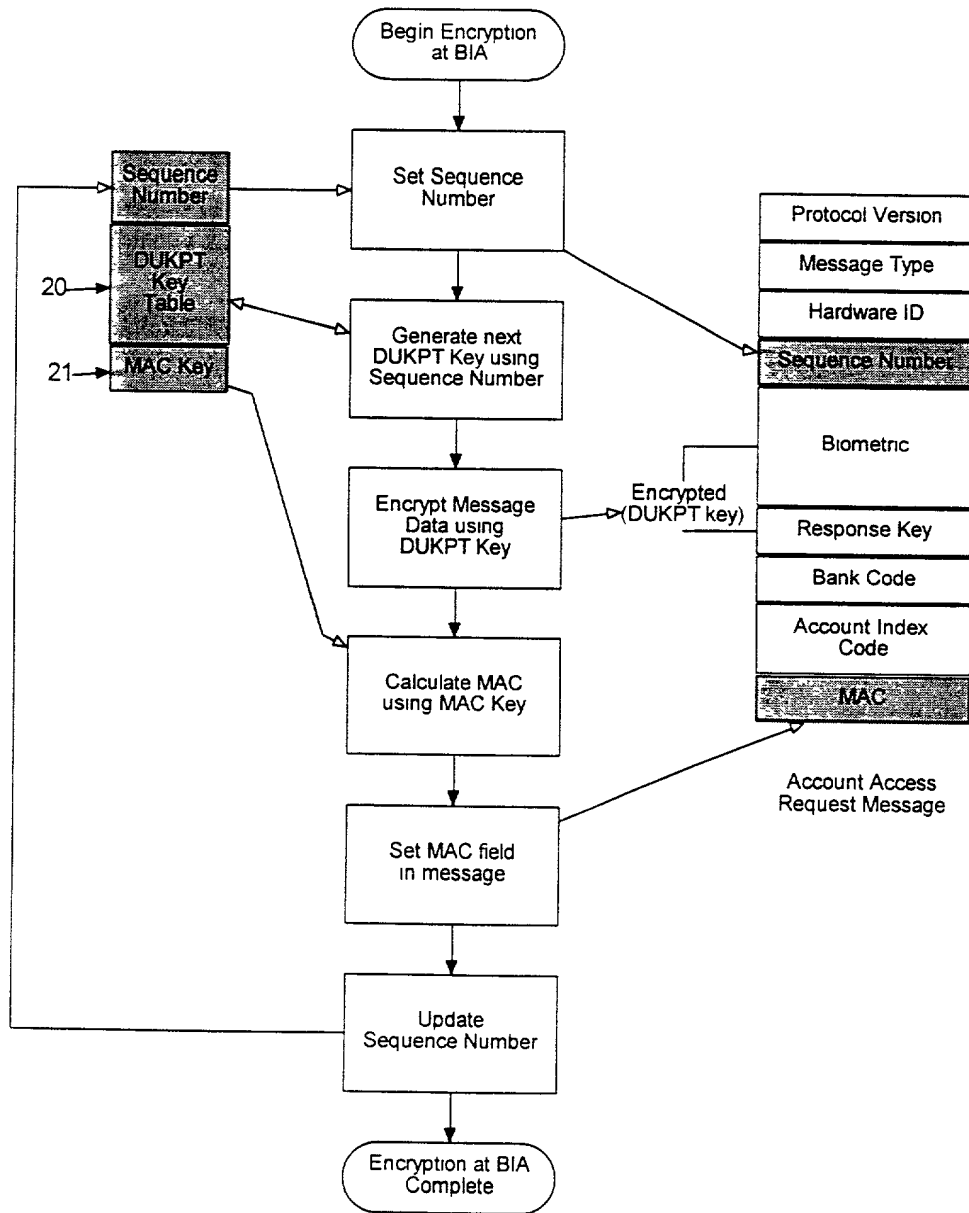 Begin Encryption
at BIA
Sequence
Number
DUKPT
Key
Table
MAC Key
20
21
Set Sequence
Number
Generate next
DUKPT Key using
Sequence Number
Encrypt Message
Data using
DUKPT Key
Calculate MAC
using MAC Key
Set MAC field
in message
Update
Sequence Number
Encryption at BIA
Complete
Encrypted
(DUKPT key)
Protocol Version
Message Type
Hardware ID
Sequence Number
Biometric
Response Key
Bank Code
Account Index
Code
MAC
Account Access
Request Message